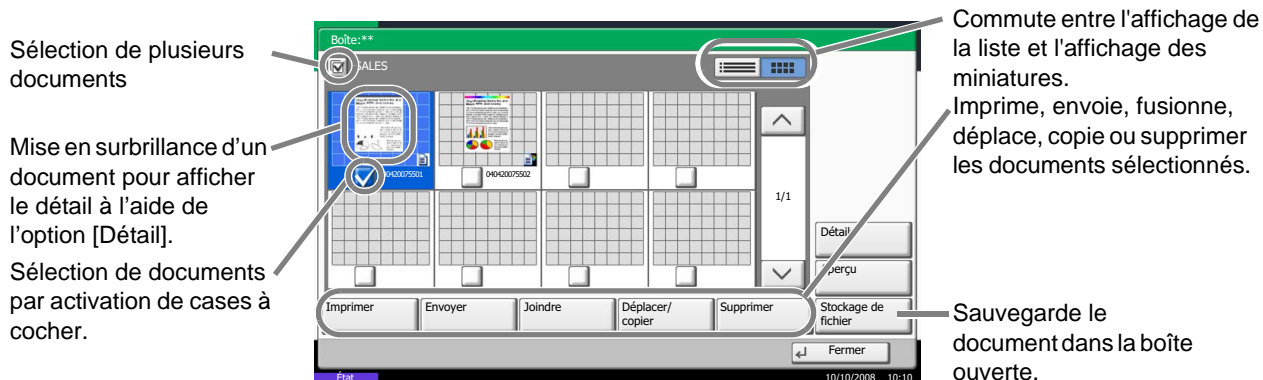 Sélection de plusieurs
documents
Mise en surbrillance d'un
document pour afficher
le détail à l'aide de
l'option [Détail].
Sélection de documents
par activation de cases à
cocher.
Boîte:**
SALES
040420075501
040420075502
1/1
Détail
Aperçu
Imprimer
Envoyer
Joindre
Déplacer/
copier
Supprimer
Stockage de
fichier
Fermer
État
10/10/2008 10:10
Commute entre l'affichage de
la liste et l'affichage des
miniatures.
Imprime, envoie, fusionne,
déplace, copie ou supprimer
les documents sélectionnés.
Sauvegarde le
document dans la boîte
ouverte.